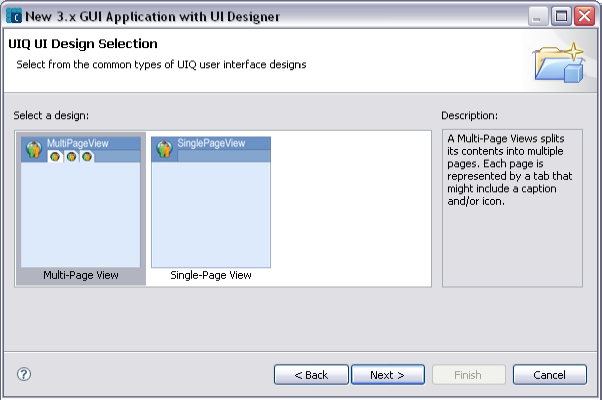 New 3.x GUI Application with UI Designer
UIQ UI Design Selection
Select from the common types of UIQ user interface designs
Select a design:
Description:
MultiPageView
SinglePageView
Multi-Page View
Single-Page View
A Multi-Page Views splits
its contents into multiple
pages. Each page is
represented by a tab that
might include a caption
and/or icon.
?
< Back
Next >
Finish
Cancel